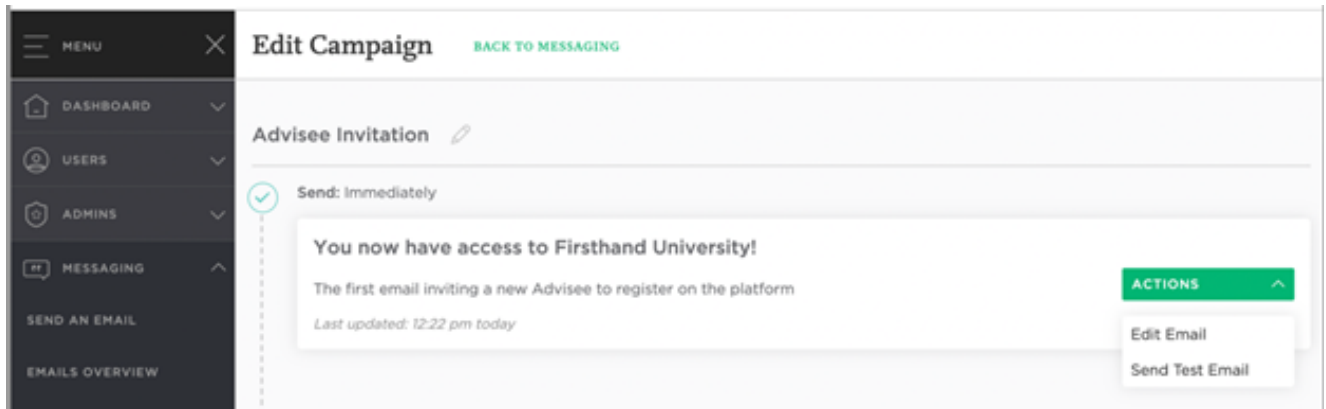 MENU
Edit Campaign
BACK TO MESSAGING
DASHBOARD
USERS
ADMINS
MESSAGING
SEND AN EMAIL
EMAILS OVERVIEW
Advisee Invitation
Send: Immediately
You now have access to Firsthand University!
The first email inviting a new Advisee to register on the platform
Last updated: 12:22 pm today
ACTIONS
Edit Email
Send Test Email